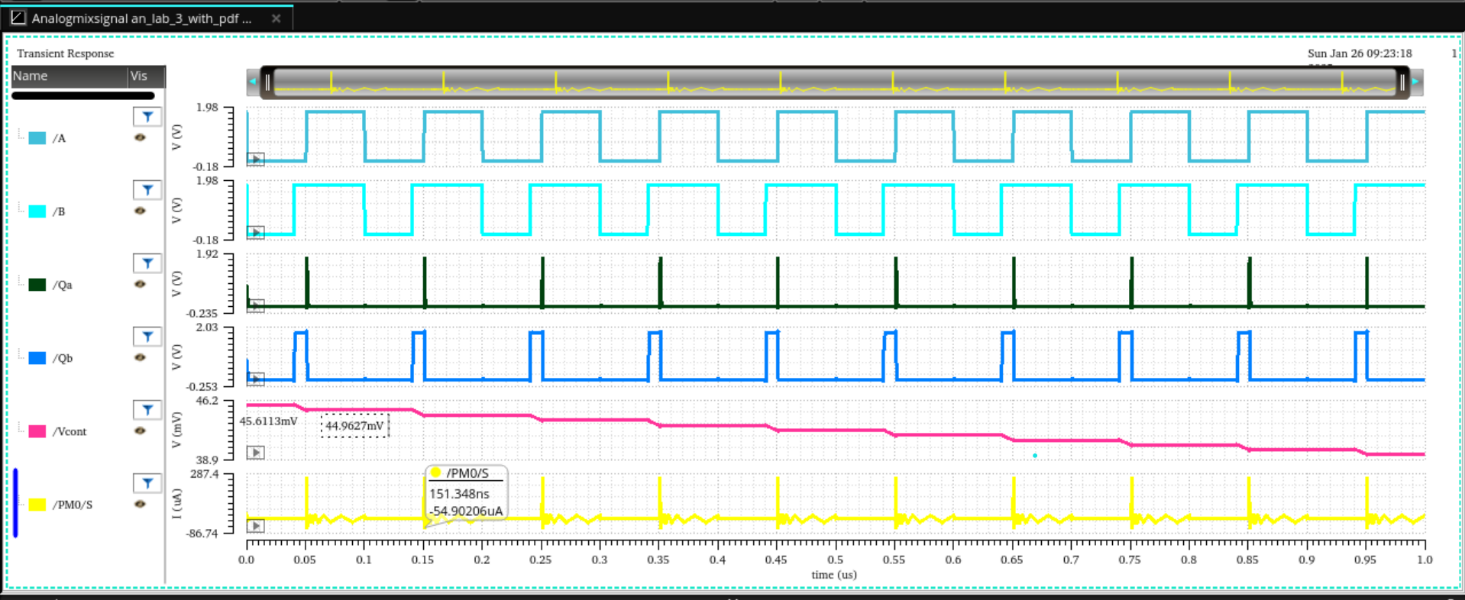 Analogmixsignal an_lab_3_with_pdf ...
Transient Response
Sun Jan 26 09:23:18
1
Name Vis
/A
/B
/Qa
/Qb
/Vcont
/PM0/S
V (V)
1.98
-0.18
V (V)
1.98
-0.18
V (V)
1.92
-0.235
V (V)
2.03
-0.253
V (mV)
46.2
38.9
45.6113mV
44.9627mV
I (uA)
287.4
-86.74
/PM0/S
151.348ns
-54.90206uA
0.0 0.05 0.1 0.15 0.2 0.25 0.3 0.35 0.4 0.45 0.5 0.55 0.6 0.65 0.7 0.75 0.8 0.85 0.9 0.95 1.0
time (us)